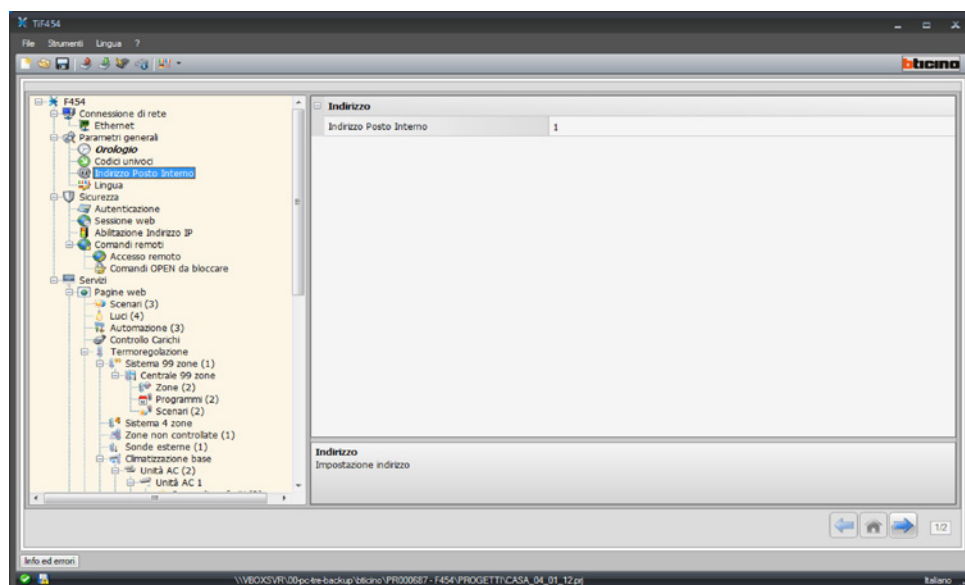 TiF454
File Strumenti Lingua ?
bticino
F454
Connessione di rete
Ethernet
Parametri generali
Orologio
Codici univoci
Indirizzo Posto Interno
Lingua
Sicurezza
Autenticazione
Sessione web
Abilitazione Indirizzo IP
Comandi remoti
Accesso remoto
Comandi OPEN da bloccare
Servizi
Pagine web
Scenari (3)
Luci (4)
Automazione (3)
Controllo Carichi
Termoregolazione
Sistema 99 zone (1)
Centrale 99 zone
Zone (2)
Programmi (2)
Scenari (2)
Sistema 4 zone
Zone non controllate (1)
Sonde esterne (1)
Climatizzazione base
Unità AC (2)
Unità AC 1
Indirizzo
Indirizzo Posto Interno 1
Indirizzo
Impostazione indirizzo
1/2
Info ed errori
\\VBOXSVR\00-pc-tre-backup\bticino\PR000687 - F454\PROGETTI\CASA_04_01_12.prj
Italiano